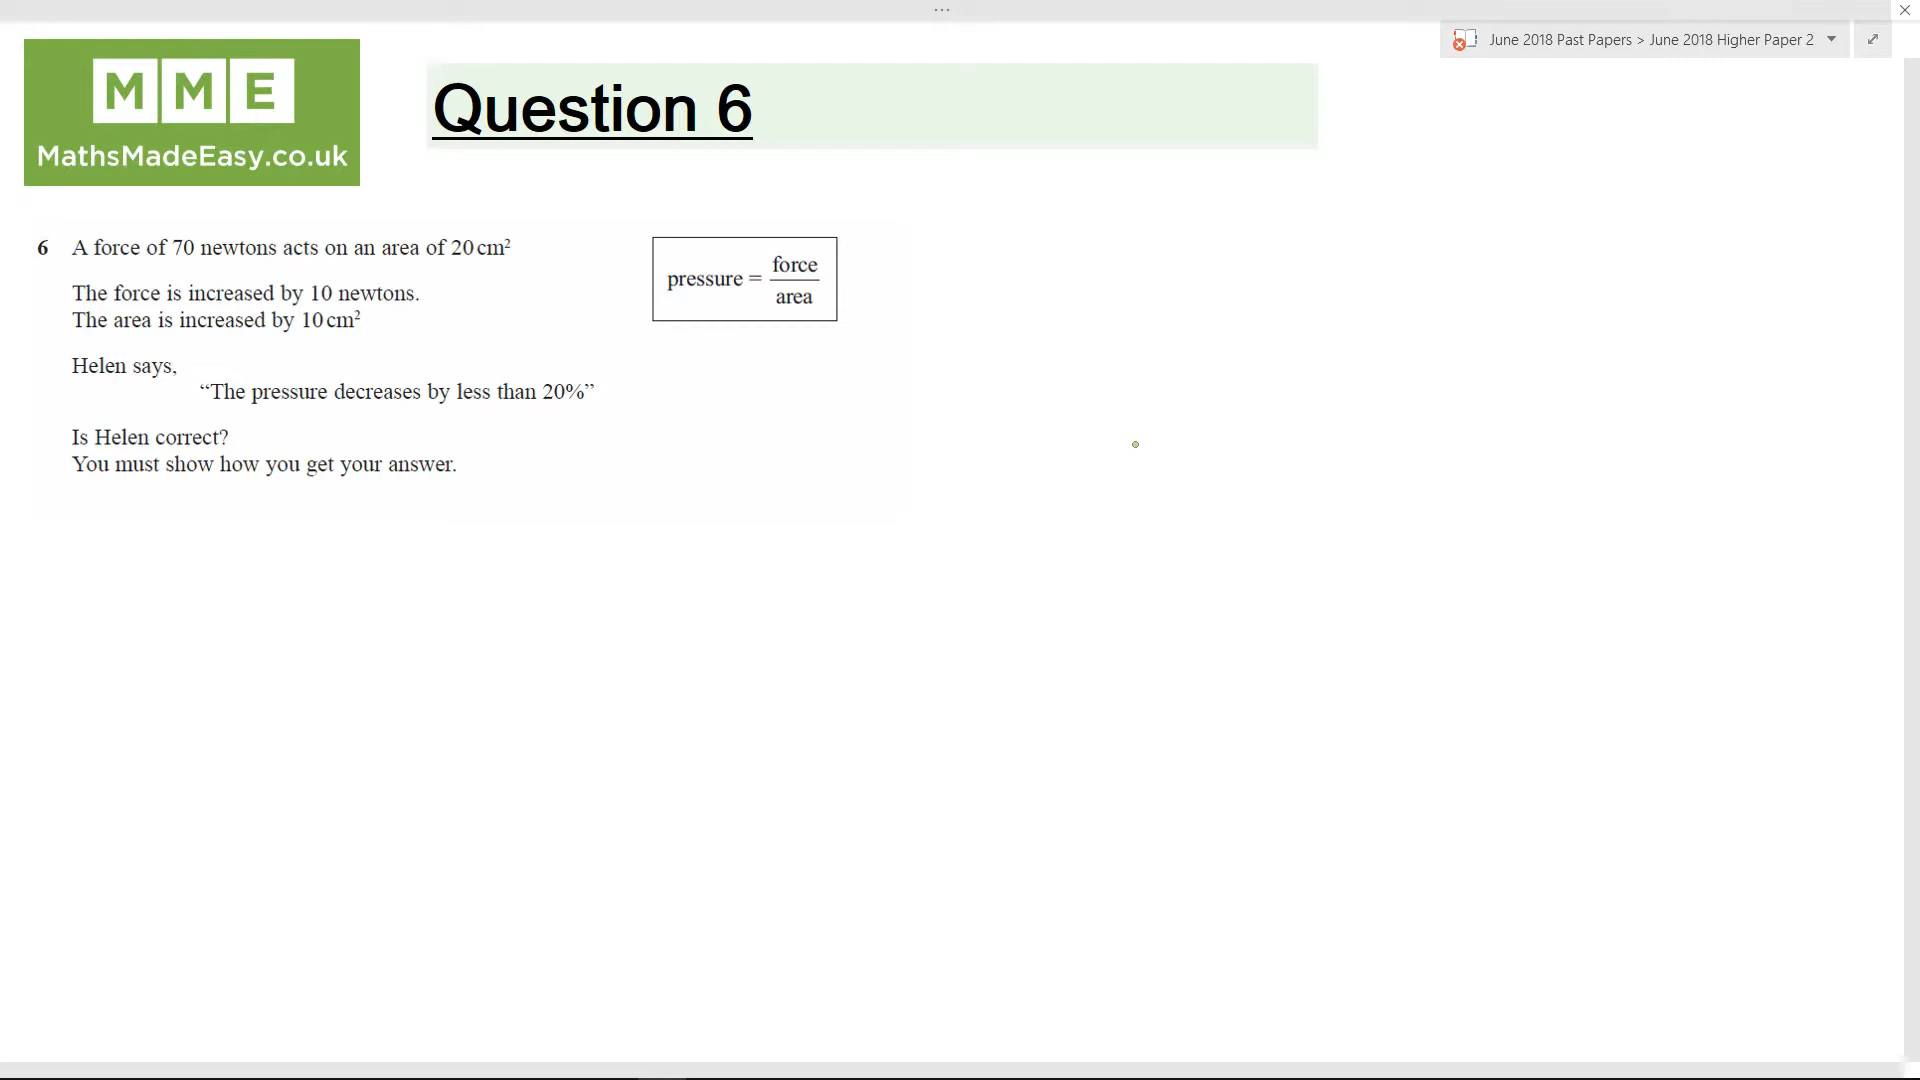 ...
June 2018 Past Papers > June 2018 Higher Paper 2
MME
MathsMadeEasy.co.uk
Question 6
6 A force of 70 newtons acts on an area of 20 cm²
The force is increased by 10 newtons.
The area is increased by 10 cm²
pressure = force
area
Helen says,
“The pressure decreases by less than 20%”
Is Helen correct?
You must show how you get your answer.